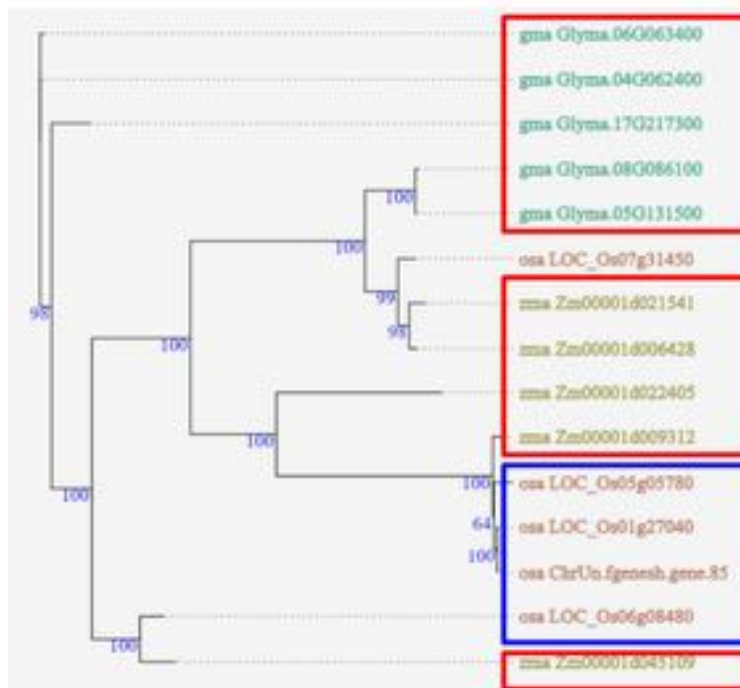 gma Glyma.06G063400
gma Glyma.04G062400
gma Glyma.17G217300
gma Glyma.08G086100
100
gma Glyma.05G131500
100
osa LOC_Os07g31450
99
zma Zm00001d021541
98
98
100
zma Zm00001d006428
zma Zm00001d022405
100
zma Zm00001d009312
100
100
osa LOC_Os05g05780
64
osa LOC_Os01g27040
100
osa ChrUn.fgenesh.gene.85
osa LOC_Os06g08480
100
zma Zm00001d045109